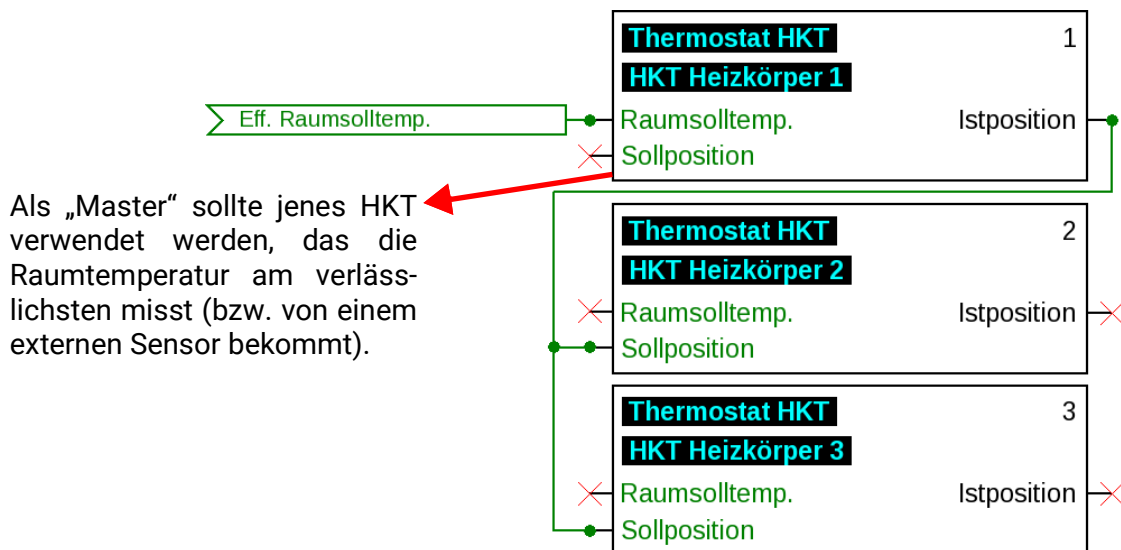 Thermostat HKT 1
HKT Heizkörper 1
Eff. Raumsolltemp.
Raumsolltemp. Istposition
Sollposition
Als „Master“ sollte jenes HKT
verwendet werden, das die
Raumtemperatur am verläss-
lichsten misst (bzw. von einem
externen Sensor bekommt).
Thermostat HKT 2
HKT Heizkörper 2
Raumsolltemp. Istposition
Sollposition
Thermostat HKT 3
HKT Heizkörper 3
Raumsolltemp. Istposition
Sollposition